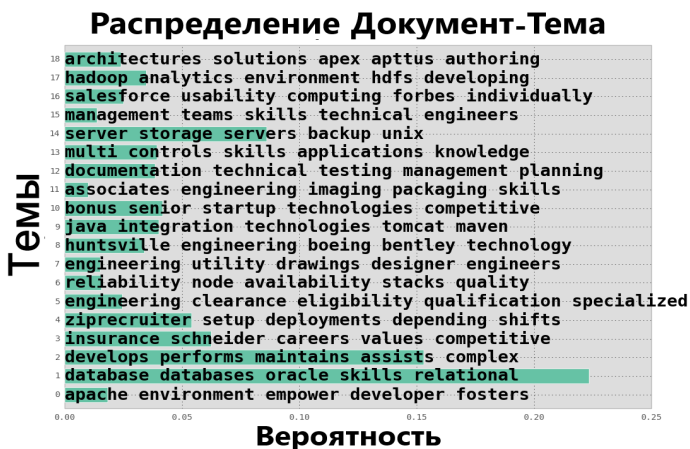 Распределение Документ-Тема
Темы
18 architectures solutions apex apttus authoring
17 hadoop analytics environment hdfs developing
16 salesforce usability computing forbes individually
15 management teams skills technical engineers
14 server storage servers backup unix
13 multi controls skills applications knowledge
12 documentation technical testing management planning
11 associates engineering imaging packaging skills
10 bonus senior startup technologies competitive
9 java integration technologies tomcat maven
8 huntsville engineering boeing bentley technology
7 engineering utility drawings designer engineers
6 reliability node availability stacks quality
5 engineering clearance eligibility qualification specialized
4 ziprecruiter setup deployments depending shifts
3 insurance schneider careers values competitive
2 develops performs maintains assists complex
1 database databases oracle skills relational
0 apache environment empower developer fosters
0.00 0.05 0.10 0.15 0.20 0.25
Вероятность